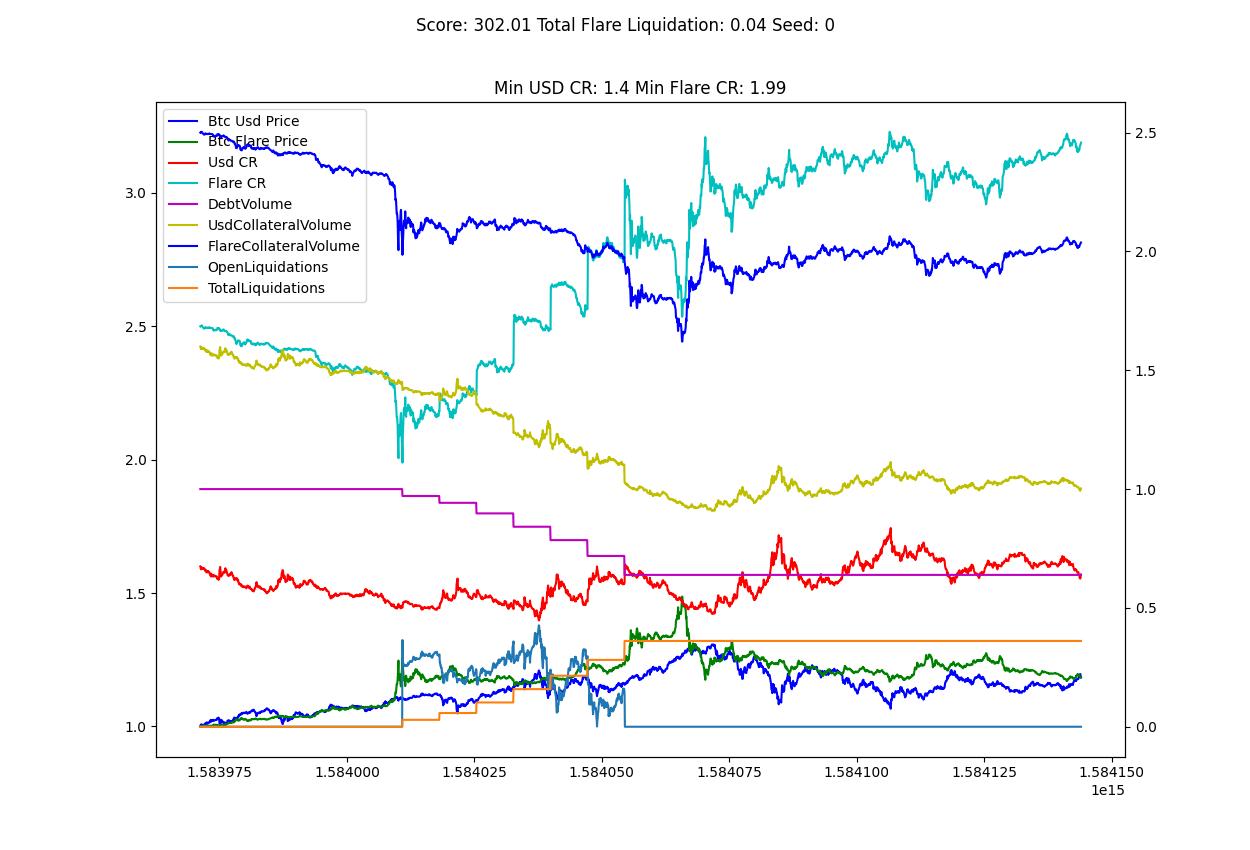 Score: 302.01 Total Flare Liquidation: 0.04 Seed: 0
Min USD CR: 1.4 Min Flare CR: 1.99
Btc Usd Price
Btc Flare Price
Usd CR
Flare CR
DebtVolume
UsdCollateralVolume
FlareCollateralVolume
OpenLiquidations
TotalLiquidations
3.0
2.5
2.0
1.5
1.0
2.5
2.0
1.5
1.0
0.5
0.0
1.583975 1.584000 1.584025 1.584050 1.584075 1.584100 1.584125 1.584150
1e15